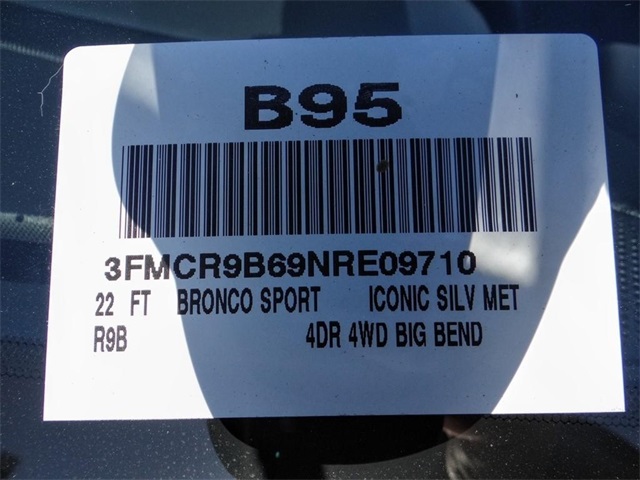 B95
3FMCR9B69NRE09710
22 FT BRONCO SPORT ICONIC SILV MET
R9B 4DR 4WD BIG BEND